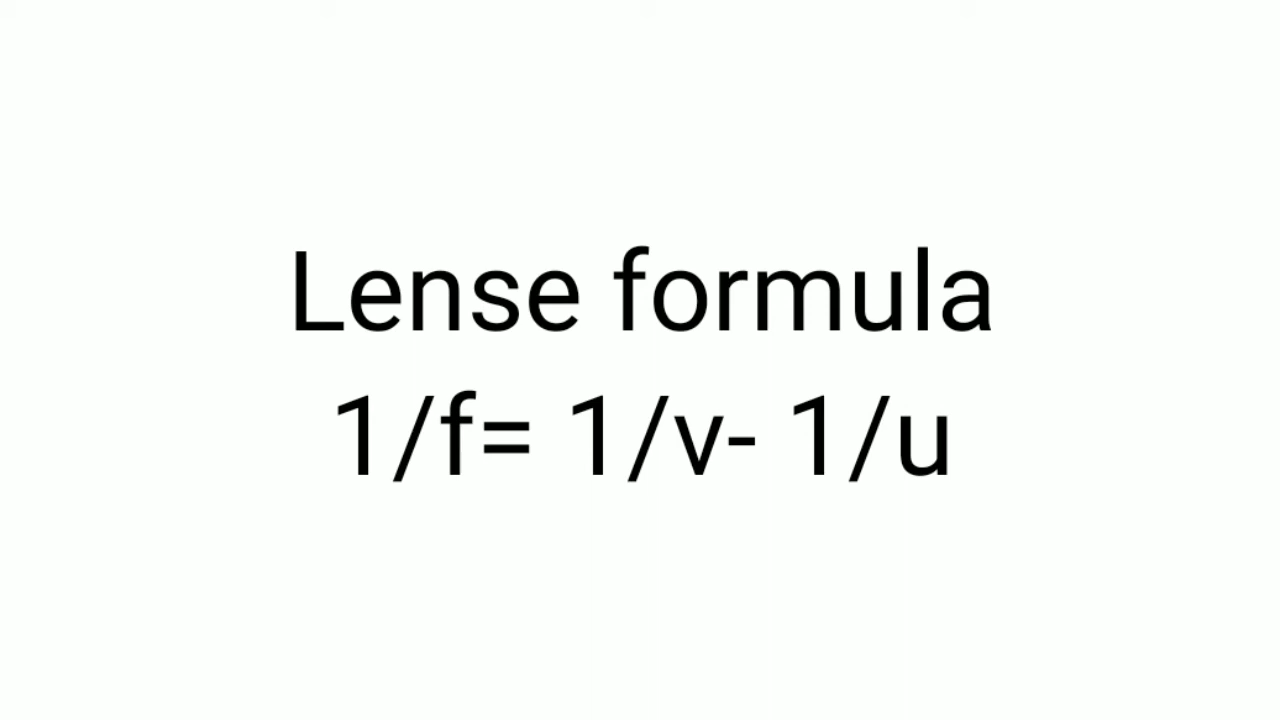 Lense formula
1/f= 1/v- 1/u